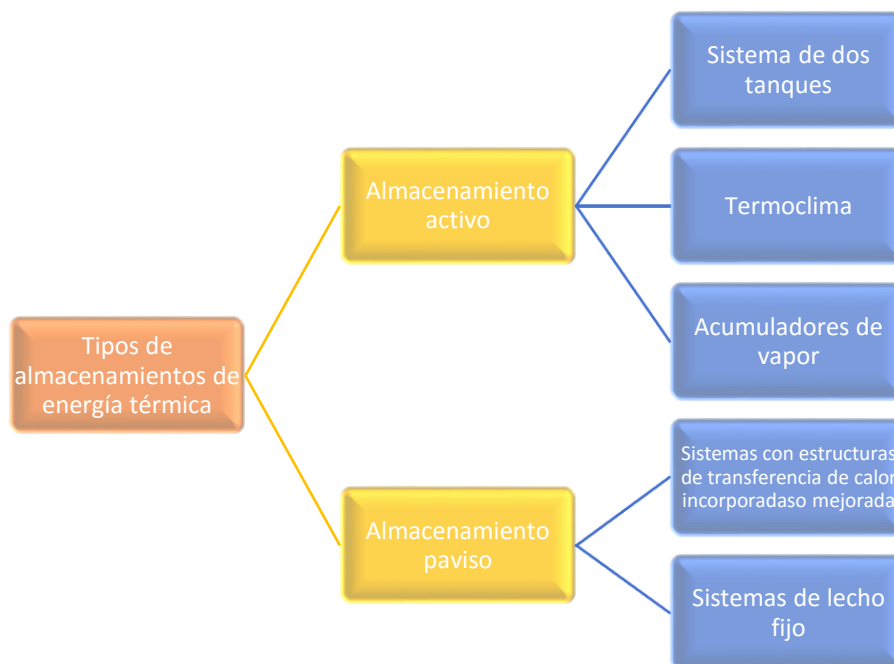 Tipos de
almacenamientos de
energía térmica
Almacenamiento
activo
Sistema de dos
tanques
Termoclima
Acumuladores de
vapor
Almacenamiento
paviso
Sistemas con estructuras
de transferencia de calor
incorporadaso mejorada
Sistemas de lecho
fijo